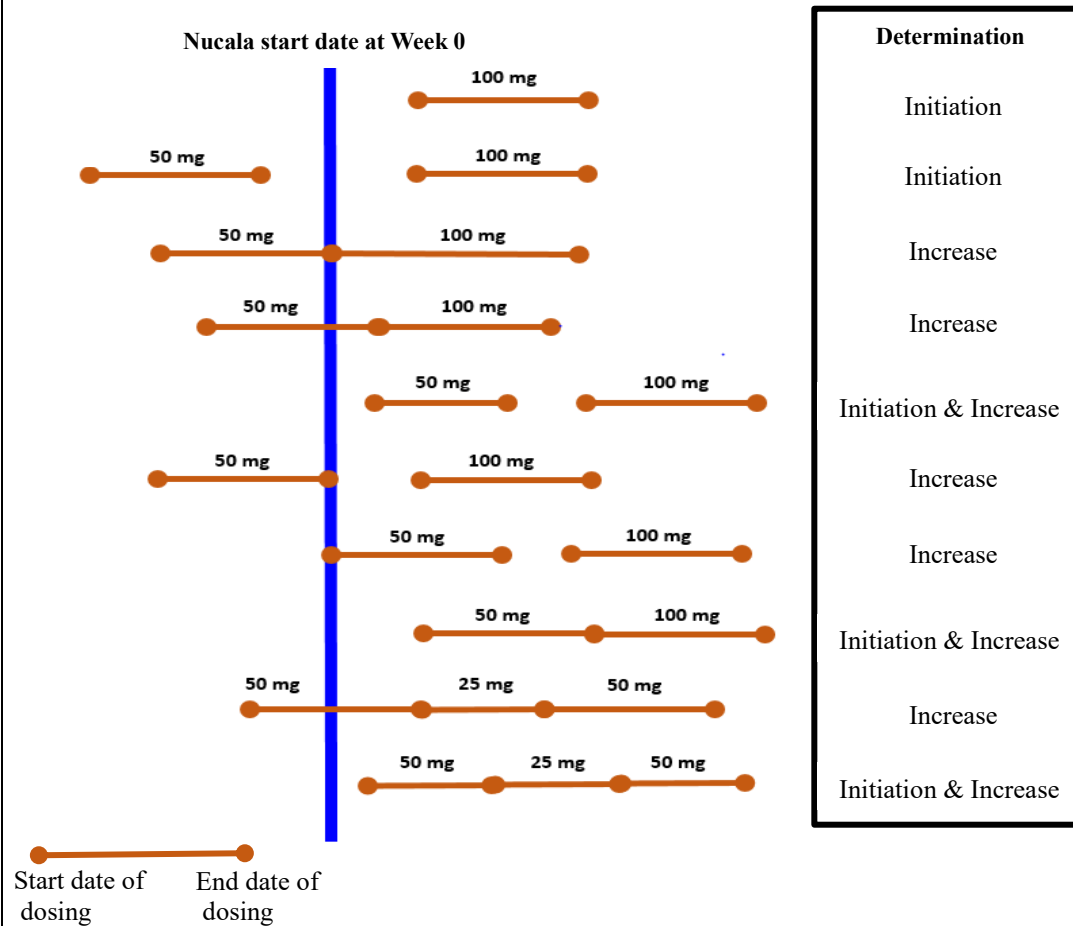 Nucala start date at Week 0
Determination
100 mg
Initiation
50 mg 100 mg
Initiation
50 mg 100 mg
Increase
50 mg 100 mg
Increase
50 mg 100 mg
Initiation & Increase
50 mg 100 mg
Increase
50 mg 100 mg
Increase
50 mg 100 mg
Initiation & Increase
50 mg 25 mg 50 mg
Increase
50 mg 25 mg 50 mg
Initiation & Increase
Start date of
dosing
End date of
dosing